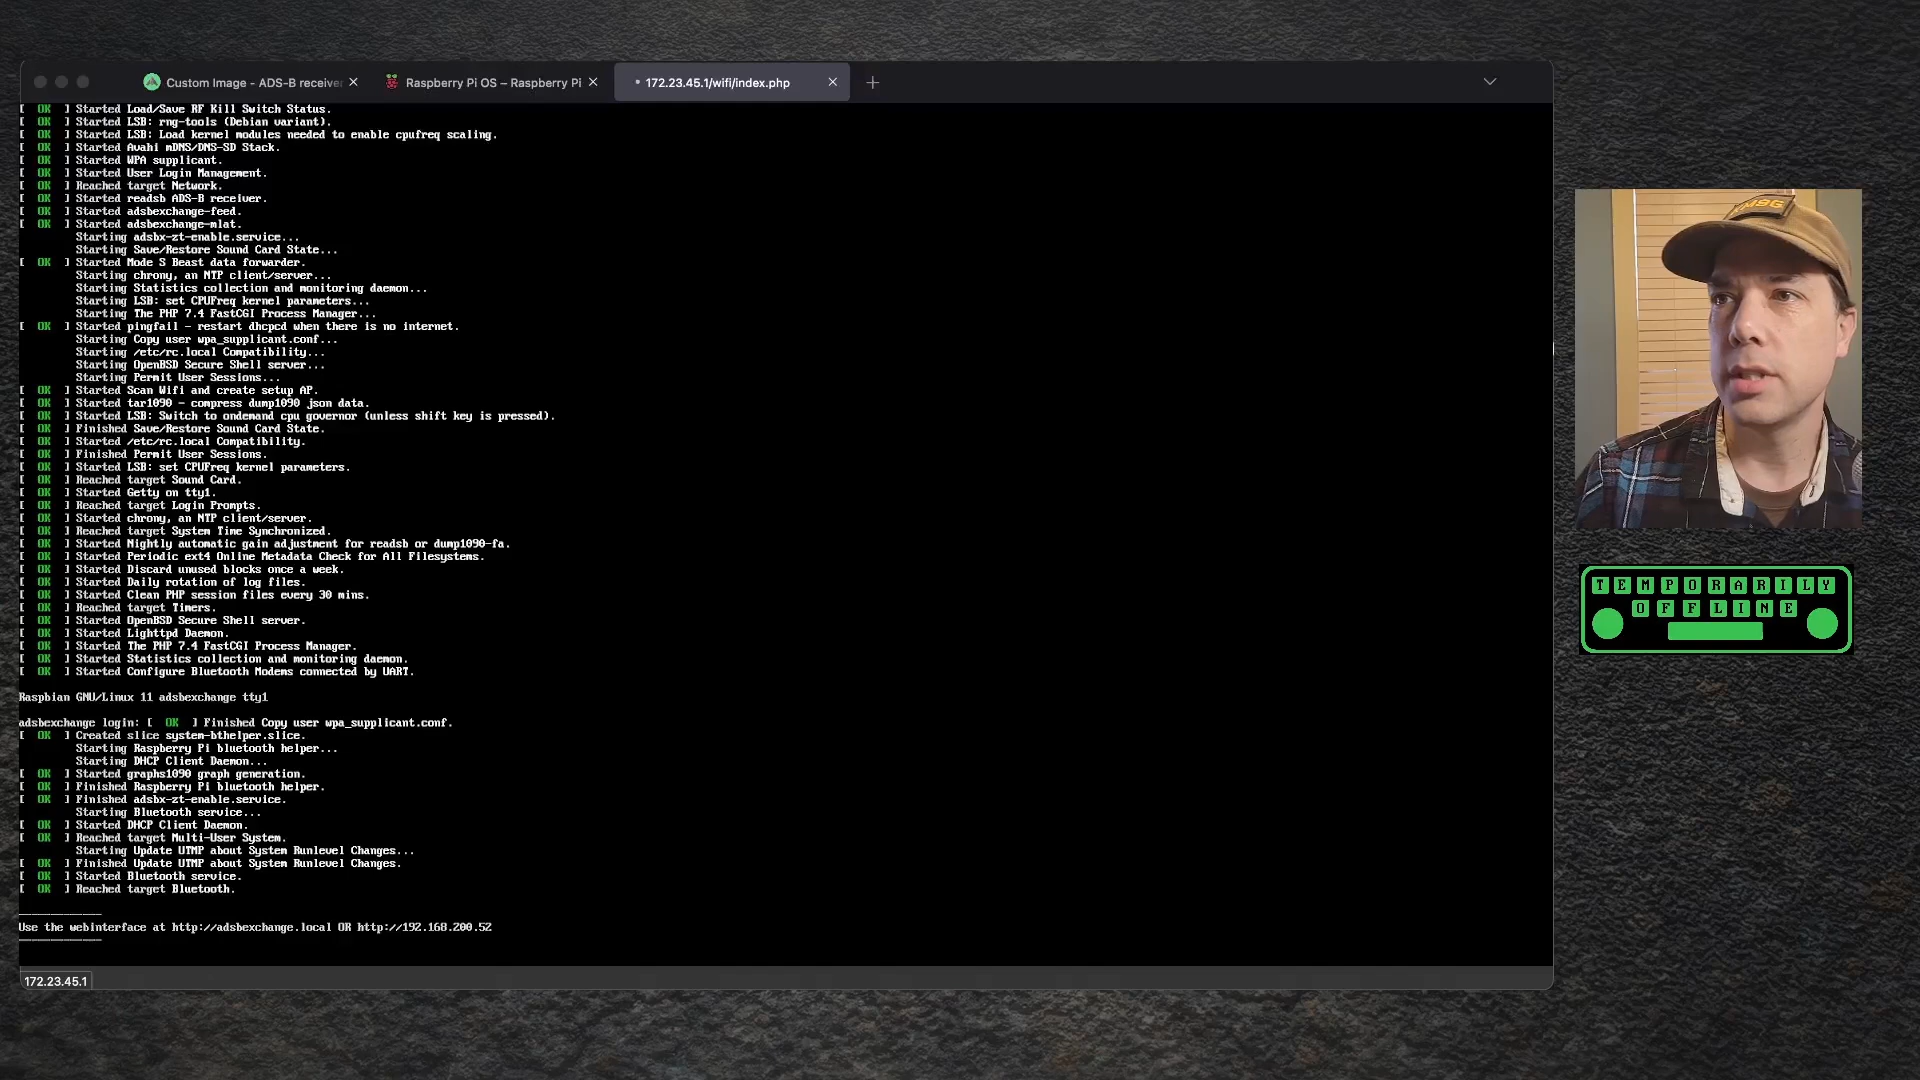 Custom Image - ADS-B receiver
Raspberry Pi OS – Raspberry Pi
172.23.45.1/wifi/index.php
[ OK ] Started Load/Save RF Kill Switch Status.
[ OK ] Started LSB: rng-tools (Debian variant).
[ OK ] Started LSB: Load kernel modules needed to enable cpufreq scaling.
[ OK ] Started Avahi mDNS/DNS-SD Stack.
[ OK ] Started WPA supplicant.
[ OK ] Started User Login Management.
[ OK ] Reached target Network.
[ OK ] Started readsb ADS-B receiver.
[ OK ] Started adsbexchange-feed.
[ OK ] Started adsbexchange-mlat.
Starting adsbx-zt-enable.service...
Starting Save/Restore Sound Card State...
[ OK ] Started Mode S Beast data forwarder.
Starting chrony, an NTP client/server...
Starting Statistics collection and monitoring daemon...
Starting LSB: set CPUFreq kernel parameters...
Starting The PHP 7.4 FastCGI Process Manager...
[ OK ] Started pingfail - restart dhcpcd when there is no internet.
Starting Copy user wpa_supplicant.conf...
Starting /etc/rc.local Compatibility...
Starting OpenBSD Secure Shell server...
Starting Permit User Sessions...
[ OK ] Started Scan Wifi and create setup AP.
[ OK ] Started tar1090 - compress dump1090 json data.
[ OK ] Started LSB: Switch to ondemand cpu governor (unless shift key is pressed).
[ OK ] Finished Save/Restore Sound Card State.
[ OK ] Started /etc/rc.local Compatibility.
[ OK ] Finished Permit User Sessions.
[ OK ] Started LSB: set CPUFreq kernel parameters.
[ OK ] Reached target Sound Card.
[ OK ] Started Getty on tty1.
[ OK ] Reached target Login Prompts.
[ OK ] Started chrony, an NTP client/server.
[ OK ] Reached target System Time Synchronized.
[ OK ] Started Nightly automatic gain adjustment for readsb or dump1090-fa.
[ OK ] Started Periodic ext4 Online Metadata Check for All Filesystems.
[ OK ] Started Discard unused blocks once a week.
[ OK ] Started Daily rotation of log files.
[ OK ] Started Clean PHP session files every 30 mins.
[ OK ] Reached target Timers.
[ OK ] Started OpenBSD Secure Shell server.
[ OK ] Started Lighttpd Daemon.
[ OK ] Started The PHP 7.4 FastCGI Process Manager.
[ OK ] Started Statistics collection and monitoring daemon.
[ OK ] Started Configure Bluetooth Modems connected by UART.
Raspbian GNU/Linux 11 adsbexchange tty1
adsbexchange login: [ OK ] Finished Copy user wpa_supplicant.conf.
[ OK ] Created slice system-bthelper.slice.
Starting Raspberry Pi bluetooth helper...
Starting DHCP Client Daemon...
[ OK ] Started graphs1090 graph generation.
[ OK ] Finished Raspberry Pi bluetooth helper.
[ OK ] Finished adsbx-zt-enable.service.
Starting Bluetooth service...
[ OK ] Started DHCP Client Daemon.
[ OK ] Reached target Multi-User System.
Starting Update UTMP about System Runlevel Changes...
[ OK ] Finished Update UTMP about System Runlevel Changes.
[ OK ] Started Bluetooth service.
[ OK ] Reached target Bluetooth.
Use the webinterface at http://adsbexchange.local OR http://192.168.200.52
172.23.45.1
MSG
TEMPORARILY
OFFLINE